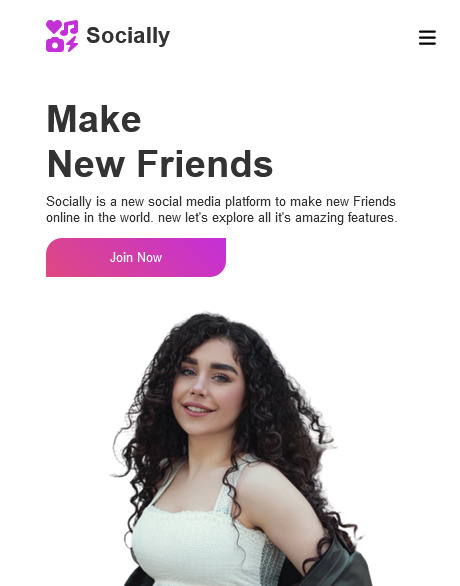 Socially
Make
New Friends
Socially is a new social media platform to make new Friends
online in the world. new let's explore all it's amazing features.
Join Now